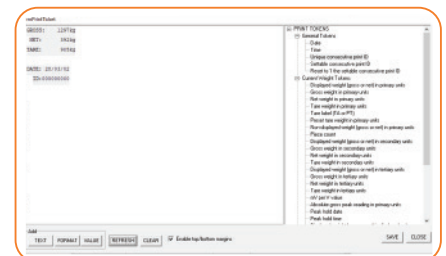 GROSS: 1287kg
NET: 382kg
TARE: 905kg
ID:000000000
PRINT TOKENS
General Tokens
Date
Time
Unique consecutive print ID
Settable consecutive print ID
Reset to 1 the settable consecutive print ID
Current Weight Tokens
Displayed weight (gross or net) in primary units
Gross weight in primary units
Net weight in primary units
Tare weight in primary units
Tare label (TA or PT)
Preset tare weight in primary units
Non-displayed weight (gross or net) in primary units
Piece count
Displayed weight (gross or net) in secondary units
Gross weight in secondary units
Net weight in secondary units
Tare weight in secondary units
Displayed weight (gross or net) in tertiary units
Gross weight in tertiary units
Net weight in tertiary units
Tare weight in tertiary units
mV per V value
Absolute gross peak reading in primary units
Peak hold date
Peak hold time
Add
TEXT FORMAT VALUE REFRESH CLEAR Enable top/bottom margins SAVE CLOSE